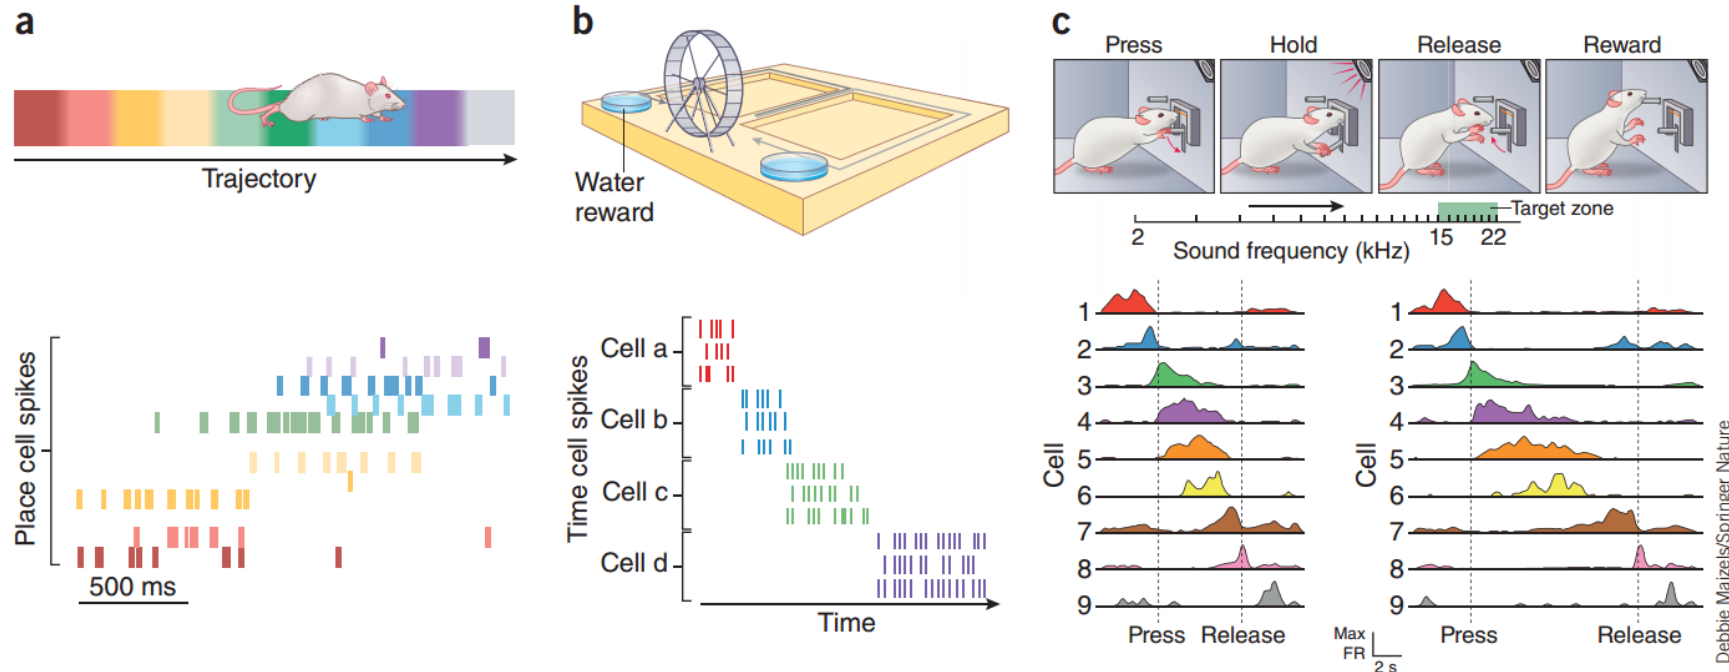 a
Trajectory
Place cell spikes
500 ms
b
Water
reward
Time cell spikes
Cell a
Cell b
Cell c
Cell d
Time
c
Press
Hold
Release
Reward
Target zone
2
15
22
Sound frequency (kHz)
Cell
1
2
3
4
5
6
7
8
9
Press
Release
Cell
1
2
3
4
5
6
7
8
9
Press
Release
Max
FR
2 s
Debbie Maizels/Springer Nature